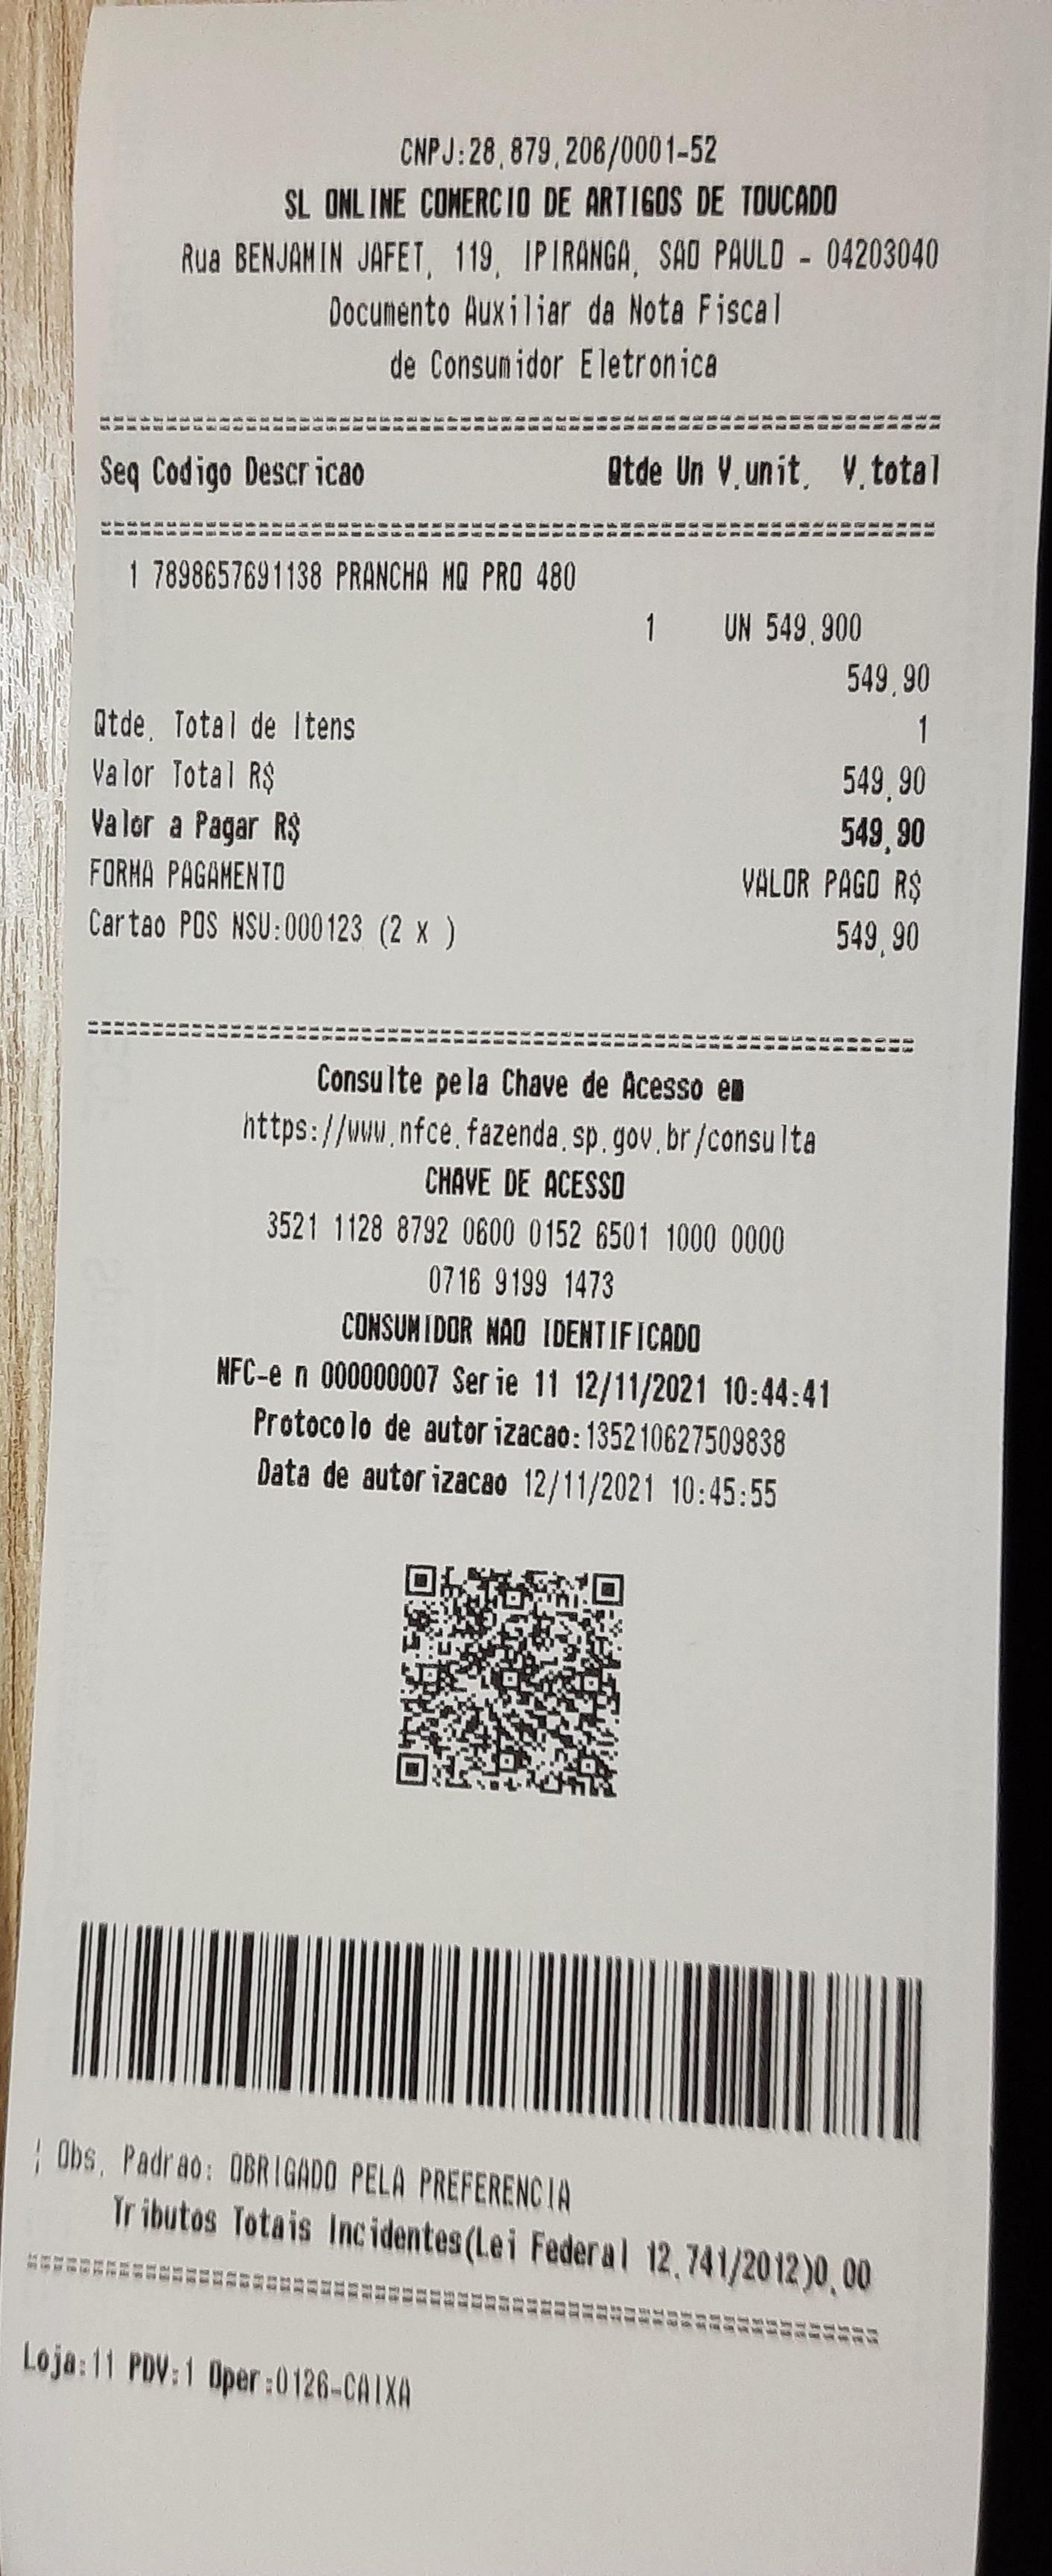 CNPJ:28.879.206/0001-52
SL ONLINE COMERCIO DE ARTIGOS DE TOUCADO
Rua BENJAMIN JAFET, 119, IPIRANGA, SAO PAULO - 04203040
Documento Auxiliar da Nota Fiscal
de Consumidor Eletronica
Seq Codigo Descricao Qtde Un V.unit. V.total
1 7898657691138 PRANCHA MQ PRO 480
1 UN 549,900
549,90
Qtde. Total de Itens 1
Valor Total R$ 549,90
Valor a Pagar R$ 549,90
FORMA PAGAMENTO VALOR PAGO R$
Cartao POS NSU:000123 (2 x ) 549,90
Consulte pela Chave de Acesso em
https://www.nfce.fazenda.sp.gov.br/consulta
CHAVE DE ACESSO
3521 1128 8792 0600 0152 6501 1000 0000
0716 9199 1473
CONSUMIDOR NAO IDENTIFICADO
NFC-e n 000000007 Serie 11 12/11/2021 10:44:41
Protocolo de autorizacao:135210627509838
Data de autorizacao 12/11/2021 10:45:55
¦ Obs. Padrao: OBRIGADO PELA PREFERENCIA
Tributos Totais Incidentes(Lei Federal 12.741/2012)0,00
Loja:11 PDV:1 Oper:0126-CAIXA